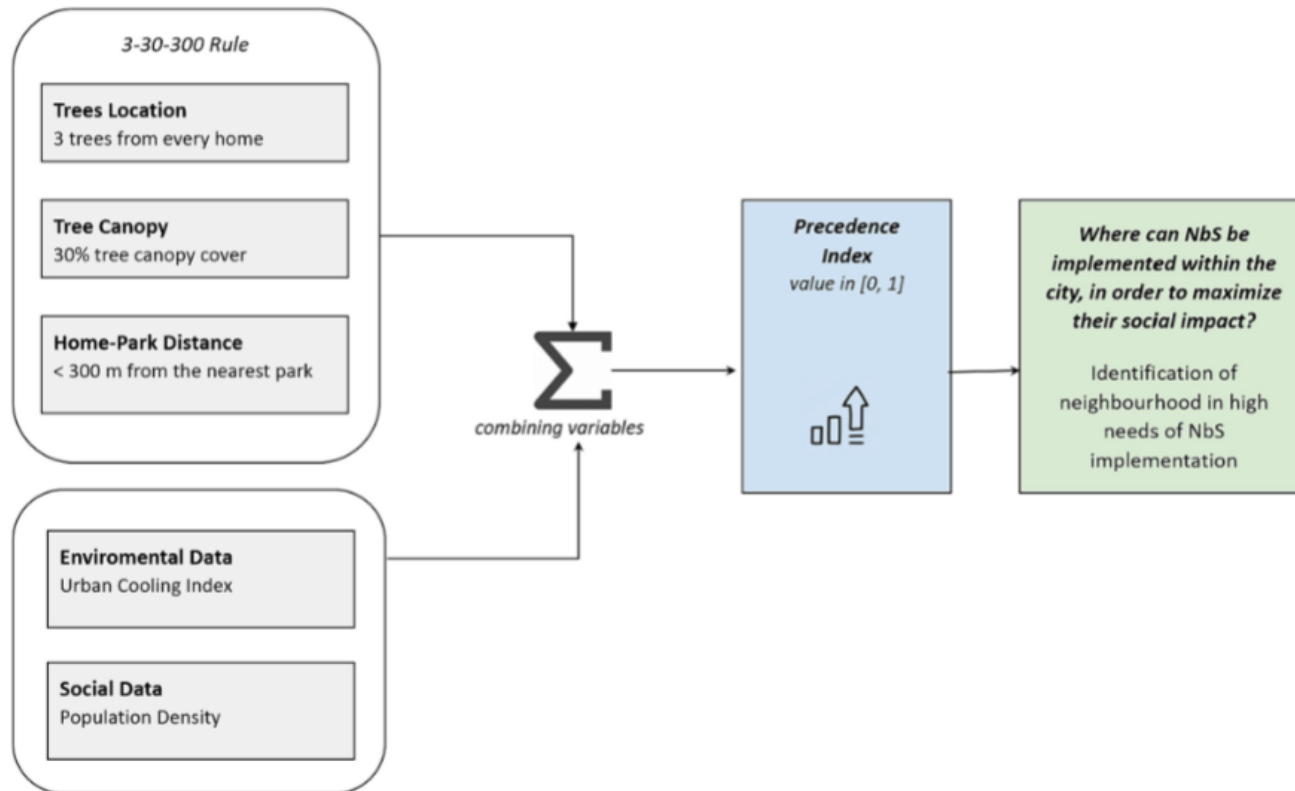 3-30-300 Rule
Trees Location
3 trees from every home
Tree Canopy
30% tree canopy cover
Home-Park Distance
< 300 m from the nearest park
Enviromental Data
Urban Cooling Index
Social Data
Population Density
Σ
combining variables
Precedence
Index
value in [0, 1]
Where can NbS be
implemented within the
city, in order to maximize
their social impact?
Identification of
neighbourhood in high
needs of NbS
implementation